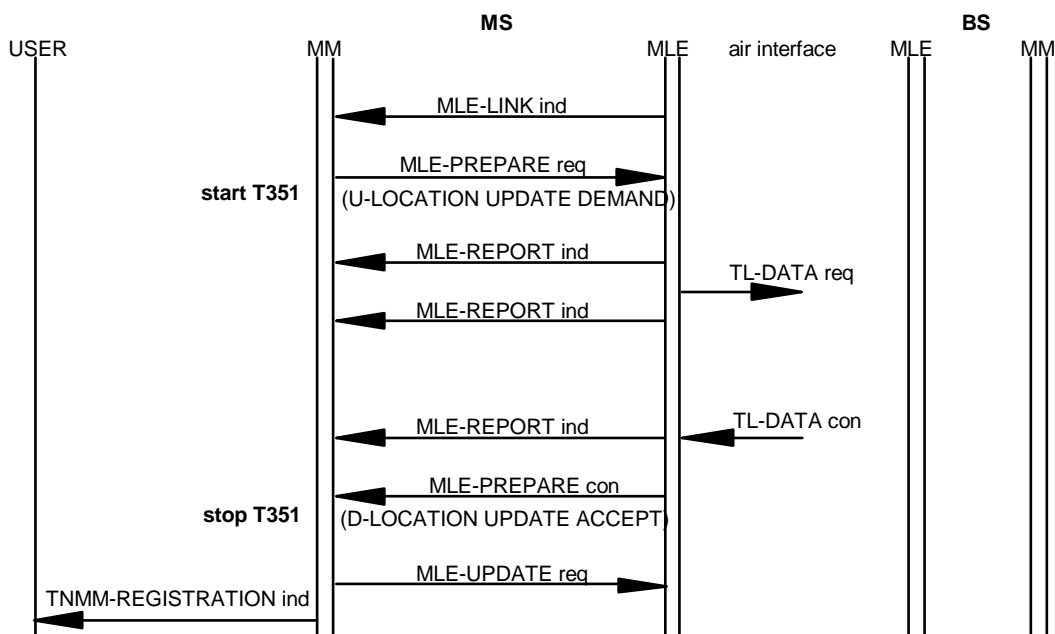 MS BS
USER MM MLE air interface MLE MM
MLE-LINK ind
MLE-PREPARE req
start T351
(U-LOCATION UPDATE DEMAND)
MLE-REPORT ind
TL-DATA req
MLE-REPORT ind
TL-DATA con
MLE-REPORT ind
MLE-PREPARE con
stop T351
(D-LOCATION UPDATE ACCEPT)
MLE-UPDATE req
TNMM-REGISTRATION ind